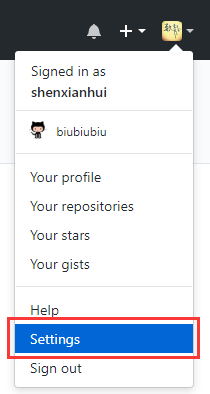 Signed in as
shenxianhui
biubiubiu
Your profile
Your repositories
Your stars
Your gists
Help
Settings
Sign out